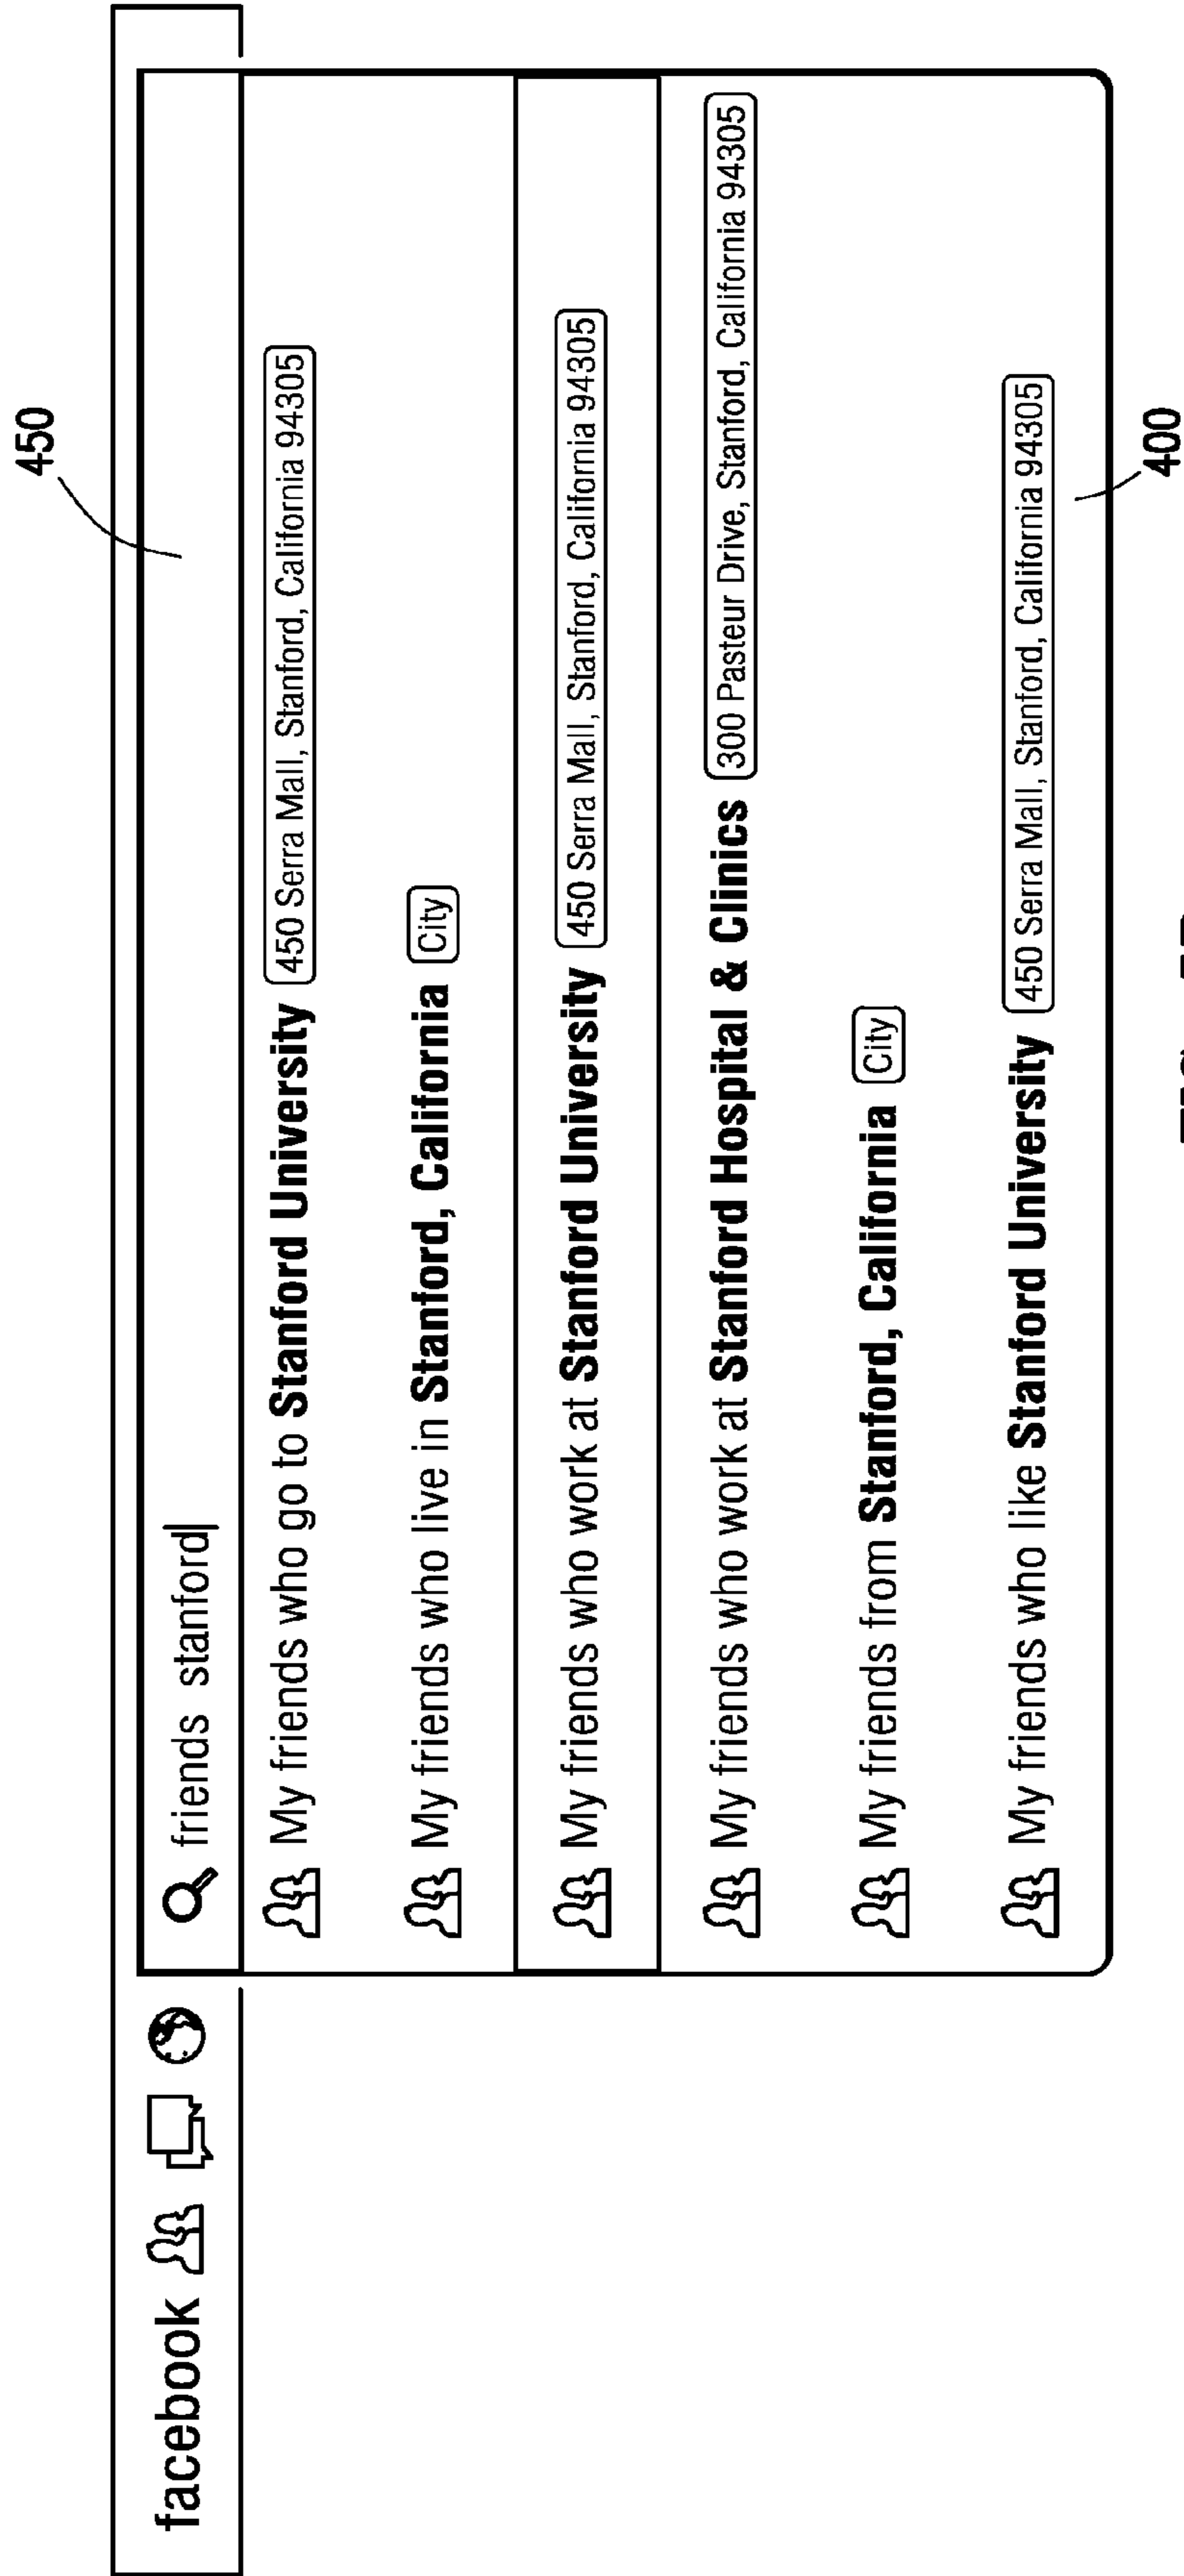 450
facebook friends stanford
My friends who go to Stanford University 450 Serra Mall, Stanford, California 94305
My friends who live in Stanford, California City
My friends who work at Stanford University 450 Serra Mall, Stanford, California 94305
My friends who work at Stanford Hospital & Clinics 300 Pasteur Drive, Stanford, California 94305
My friends from Stanford, California City
My friends who like Stanford University 450 Serra Mall, Stanford, California 94305
400